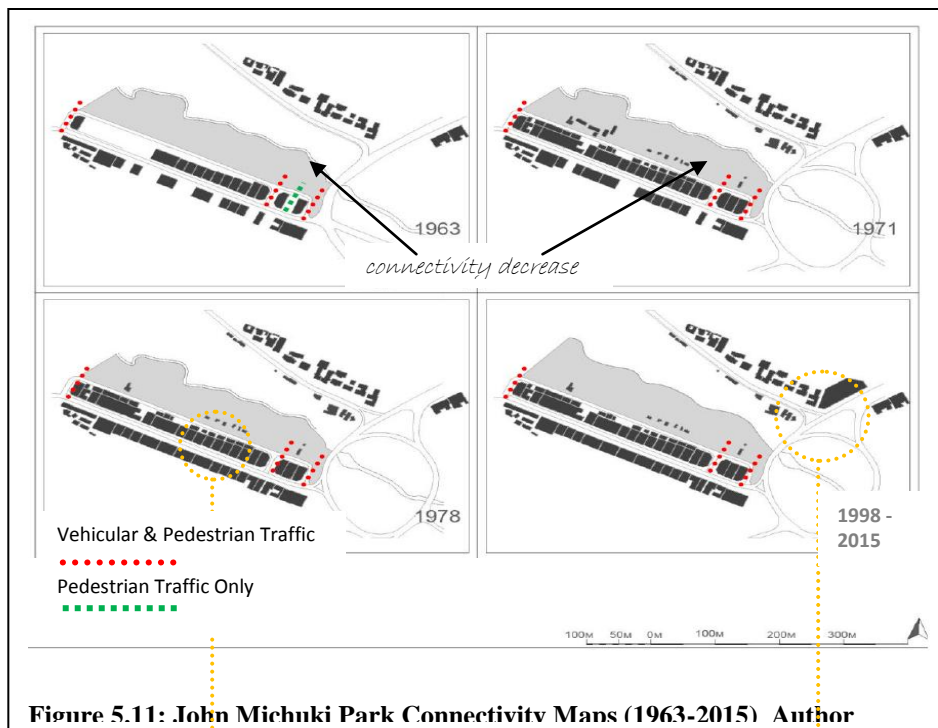 1963
1971
connectivity decrease
1978
1998 -
2015
Vehicular & Pedestrian Traffic
Pedestrian Traffic Only
100M 50M 0M 100M 200M 300M
Figure 5.11: John Michuki Park Connectivity Maps (1963-2015) Author